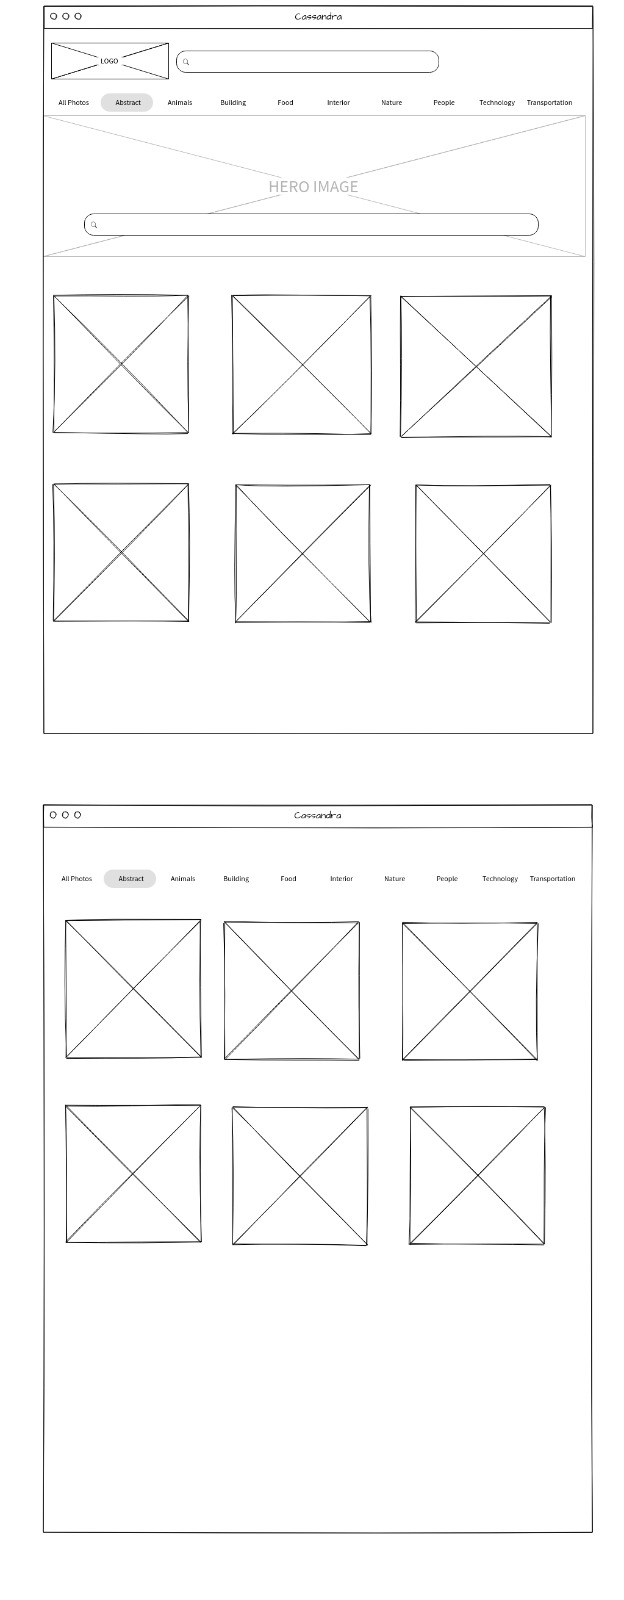 Cassandra
LOGO
All Photos Abstract Animals Building Food Interior Nature People Technology Transportation
HERO IMAGE
Cassandra
All Photos Abstract Animals Building Food Interior Nature People Technology Transportation